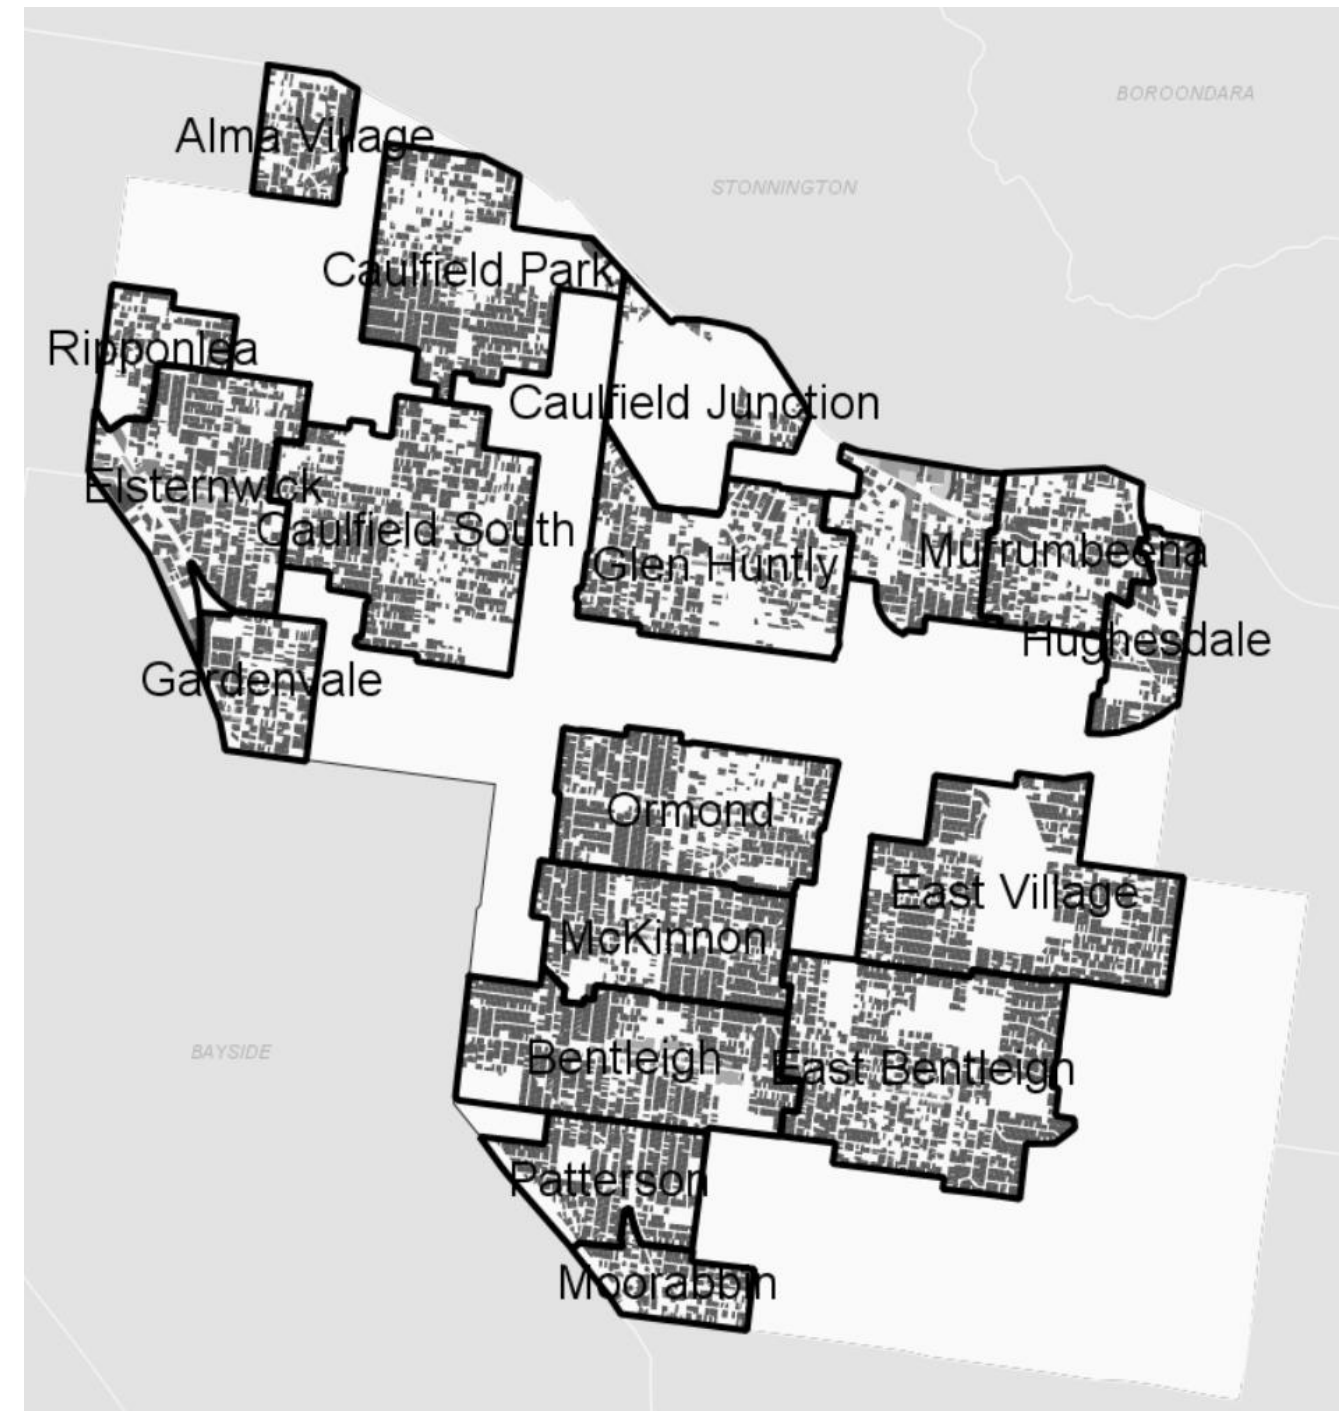 BOROONDARA
Alma Village
STONNINGTON
Caulfield Park
Ripponlea
Caulfield Junction
Elsternwick
Caulfield South
Murrumbeena
Glen Huntly
Hughesdale
Gardenvale
Ormond
East Village
McKinnon
BAYSIDE
Bentleigh
East Bentleigh
Patterson
Moorabbin